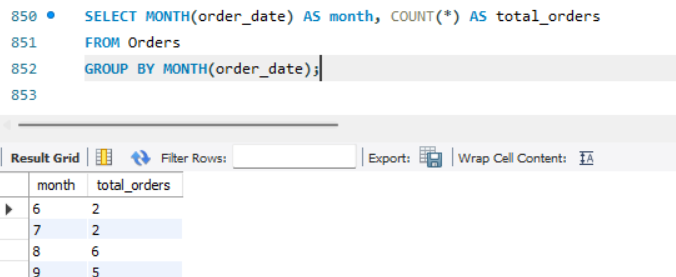 850 SELECT MONTH(order_date) AS month, COUNT(*) AS total_orders
851 FROM Orders
852 GROUP BY MONTH(order_date);
853
Result Grid Filter Rows: Export: Wrap Cell Content: IA
month total_orders
6 2
7 2
8 6
9 5